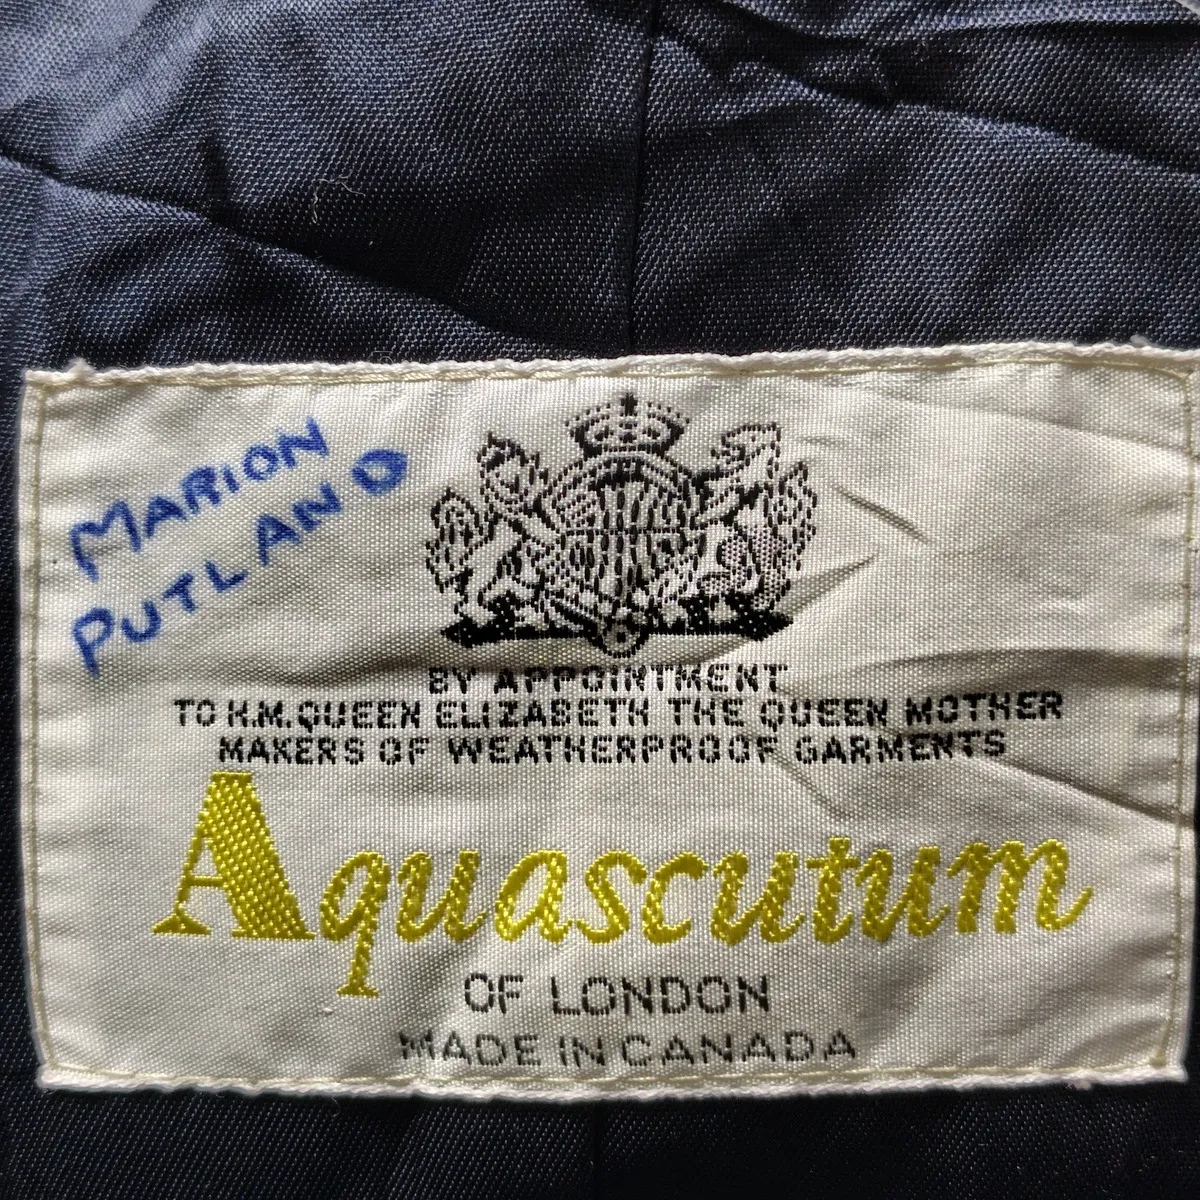 MARION
PUTLAND
BY APPOINTMENT
TO H.M.QUEEN ELIZABETH THE QUEEN MOTHER
MAKERS OF WEATHERPROOF GARMENTS
Aquascutum
OF LONDON
MADE IN CANADA